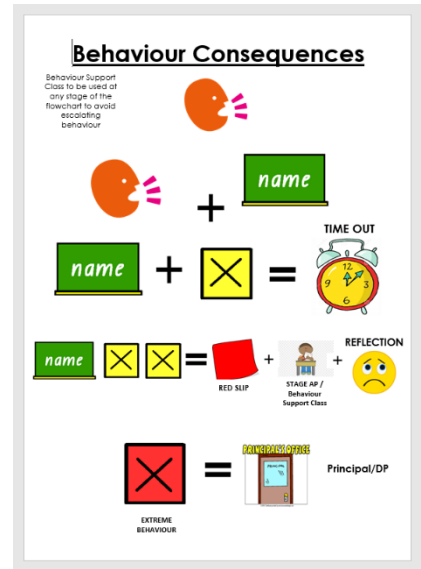 Behaviour Consequences
Behaviour Support
Class to be used at
any stage of the
flowchart to avoid
escalating
behaviour
name
TIME OUT
name
12
9
3
6
REFLECTION
name
RED SLIP
STAGE AP /
Behaviour
Support Class
PRINCIPAL'S OFFICE
PRINCIPAL
Principal/DP
EXTREME
BEHAVIOUR